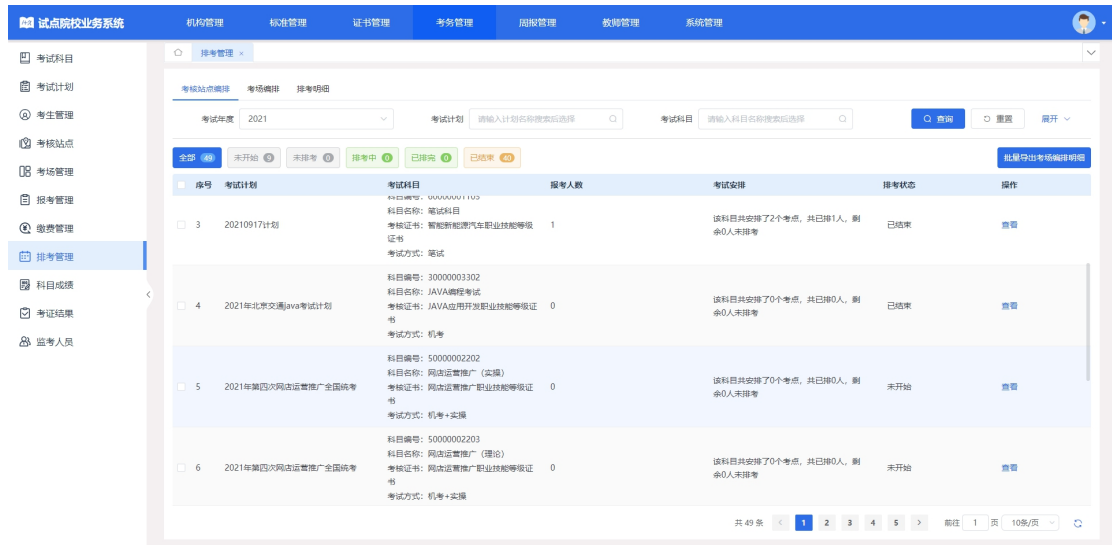 试点院校业务系统 机构管理 标准管理 证书管理 考务管理 周报管理 教师管理 系统管理
考试科目
考试计划
考生管理
考核站点
考场管理
报考管理
缴费管理
排考管理
科目成绩
考证结果
监考人员
排考管理 ×
考核站点编排 考场编排 排考明细
考试年度 2021 考试计划 请输入计划名称搜索后选择 考试科目 请输入科目名称搜索后选择 查询 重置 展开
全部 49 未开始 9 未排考 0 排考中 0 已排完 0 已结束 40 批量导出考场编排明细
序号 考试计划 考试科目 报考人数 考试安排 排考状态 操作
科目编号：00000001103
科目名称：笔试科目
3 20210917计划 考核证书：智能新能源汽车职业技能等级 1 该科目共安排了2个考点，共已排1人，剩 已结束 查看
证书 余0人未排考
考试方式：笔试
科目编号：30000003302
科目名称：JAVA编程考试
4 2021年北京交通java考试计划 考核证书：JAVA应用开发职业技能等级证 0 该科目共安排了0个考点，共已排0人，剩 已结束 查看
书 余0人未排考
考试方式：机考
科目编号：50000002202
科目名称：网店运营推广（实操）
5 2021年第四次网店运营推广全国统考 考核证书：网店运营推广职业技能等级证 0 该科目共安排了0个考点，共已排0人，剩 未开始 查看
书 余0人未排考
考试方式：机考+实操
科目编号：50000002203
科目名称：网店运营推广（理论）
6 2021年第四次网店运营推广全国统考 考核证书：网店运营推广职业技能等级证 0 该科目共安排了0个考点，共已排0人，剩 未开始 查看
书 余0人未排考
考试方式：机考+实操
共 49 条 1 2 3 4 5 前往 1 页 10条/页